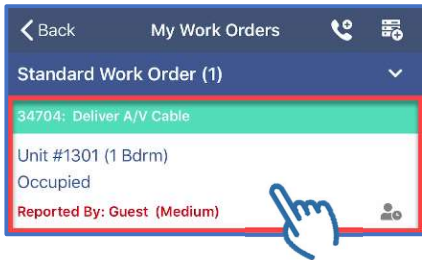 Back My Work Orders
Standard Work Order (1)
34704: Deliver A/V Cable
Unit #1301 (1 Bdrm)
Occupied
Reported By: Guest (Medium)